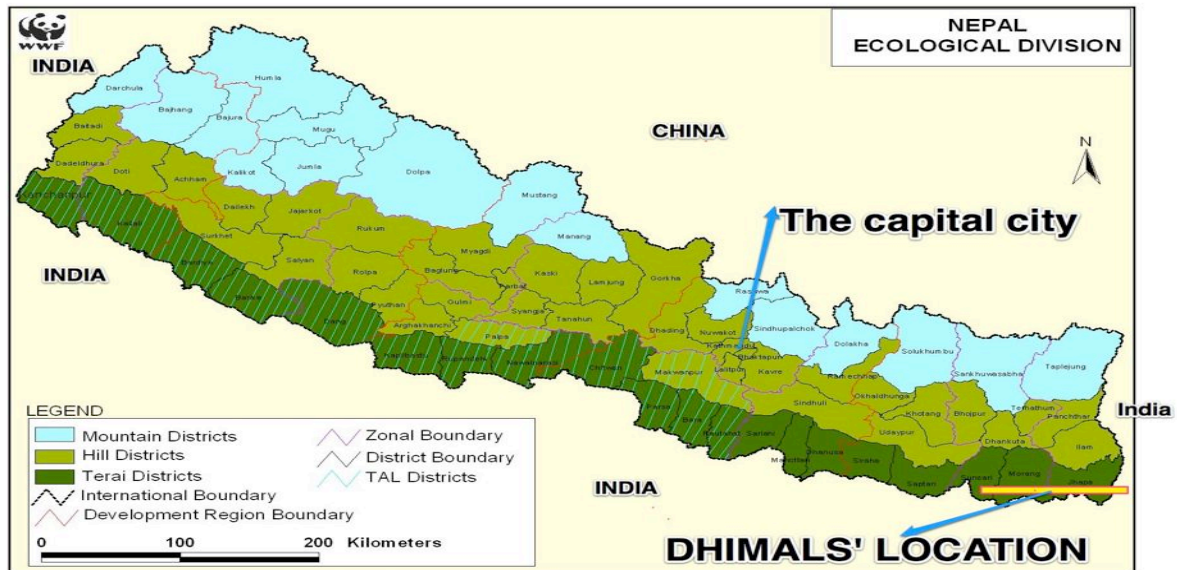 WWF
NEPAL
ECOLOGICAL DIVISION
INDIA
Humla
Darchula
Bajhang
Bajura
Mugu
CHINA
Baitadi
Dadeldhura
Doti
Achham
Kalikot
Jumla
Dolpa
Mustang
N
The capital city
Kanchanpur
Kailali
Dailekh
Jajarkot
Rukum
Manang
INDIA
Surkhet
Salyan
Rolpa
Myagdi
Baglung
Parbat
Kaski
Lamjung
Gorkha
Rasuwa
Bardiya
Banke
Dang
Pyuthan
Gulmi
Syangja
Tanahun
Dhading
Nuwakot
Sindhupalchok
Dolakha
Solukhumbu
Sankhuwasabha
Taplejung
Arghakhanchi
Palpa
Kathmandu
Bhaktapur
Lalitpur
Kavre
Ramechhap
Okhaldhunga
Kapilbastu
Rupandehi
Nawalparasi
Chitwan
Makwanpur
Sindhuli
Khotang
Bhojpur
Terhathum
Panchthar
India
Parsa
Bara
Rautahat
Sarlahi
Udaypur
Dhankuta
Ilam
Dhanusa
Siraha
Saptari
Sunsari
Morang
Jhapa
LEGEND
Mountain Districts
Hill Districts
Terai Districts
International Boundary
Development Region Boundary
Zonal Boundary
District Boundary
TAL Districts
0 100 200 Kilometers
INDIA
DHIMALS' LOCATION